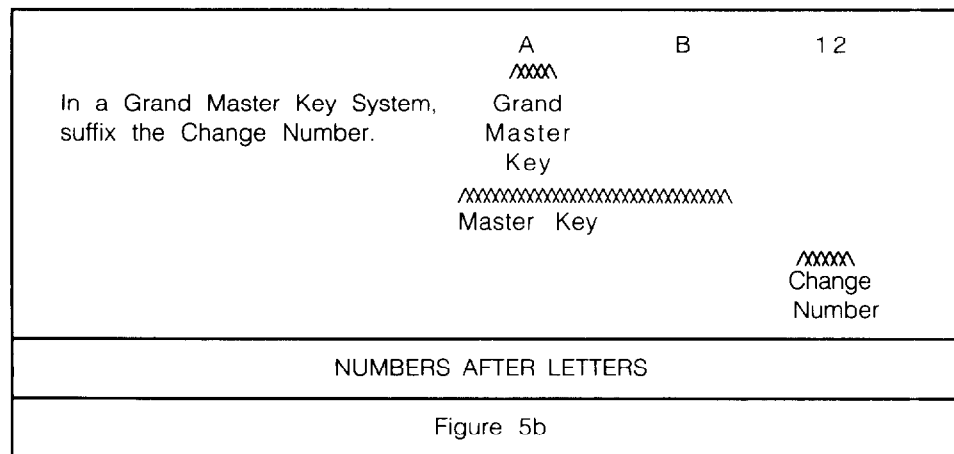 A B 12
In a Grand Master Key System,
suffix the Change Number.
Grand
Master
Key
Master Key
Change
Number
NUMBERS AFTER LETTERS
Figure 5b